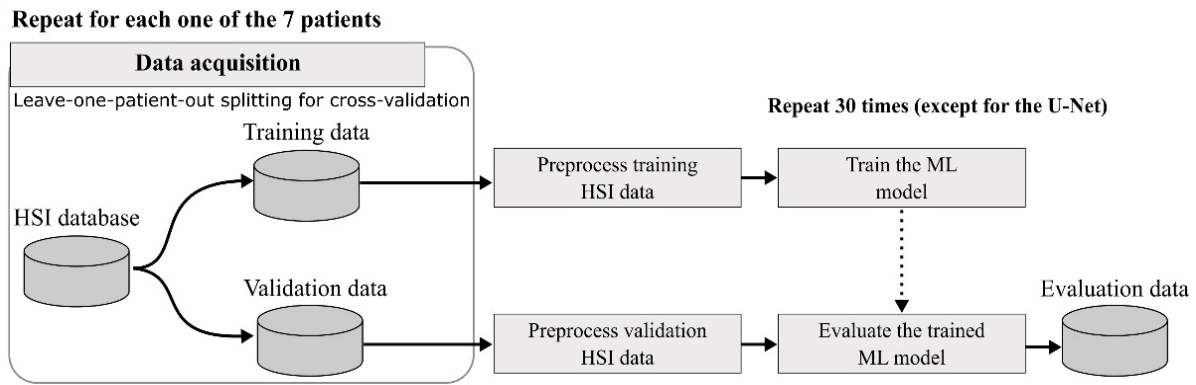 Repeat for each one of the 7 patients
Data acquisition
Leave-one-patient-out splitting for cross-validation
Repeat 30 times (except for the U-Net)
Training data
Preprocess training
HSI data
Train the ML
model
HSI database
Validation data
Preprocess validation
HSI data
Evaluate the trained
ML model
Evaluation data